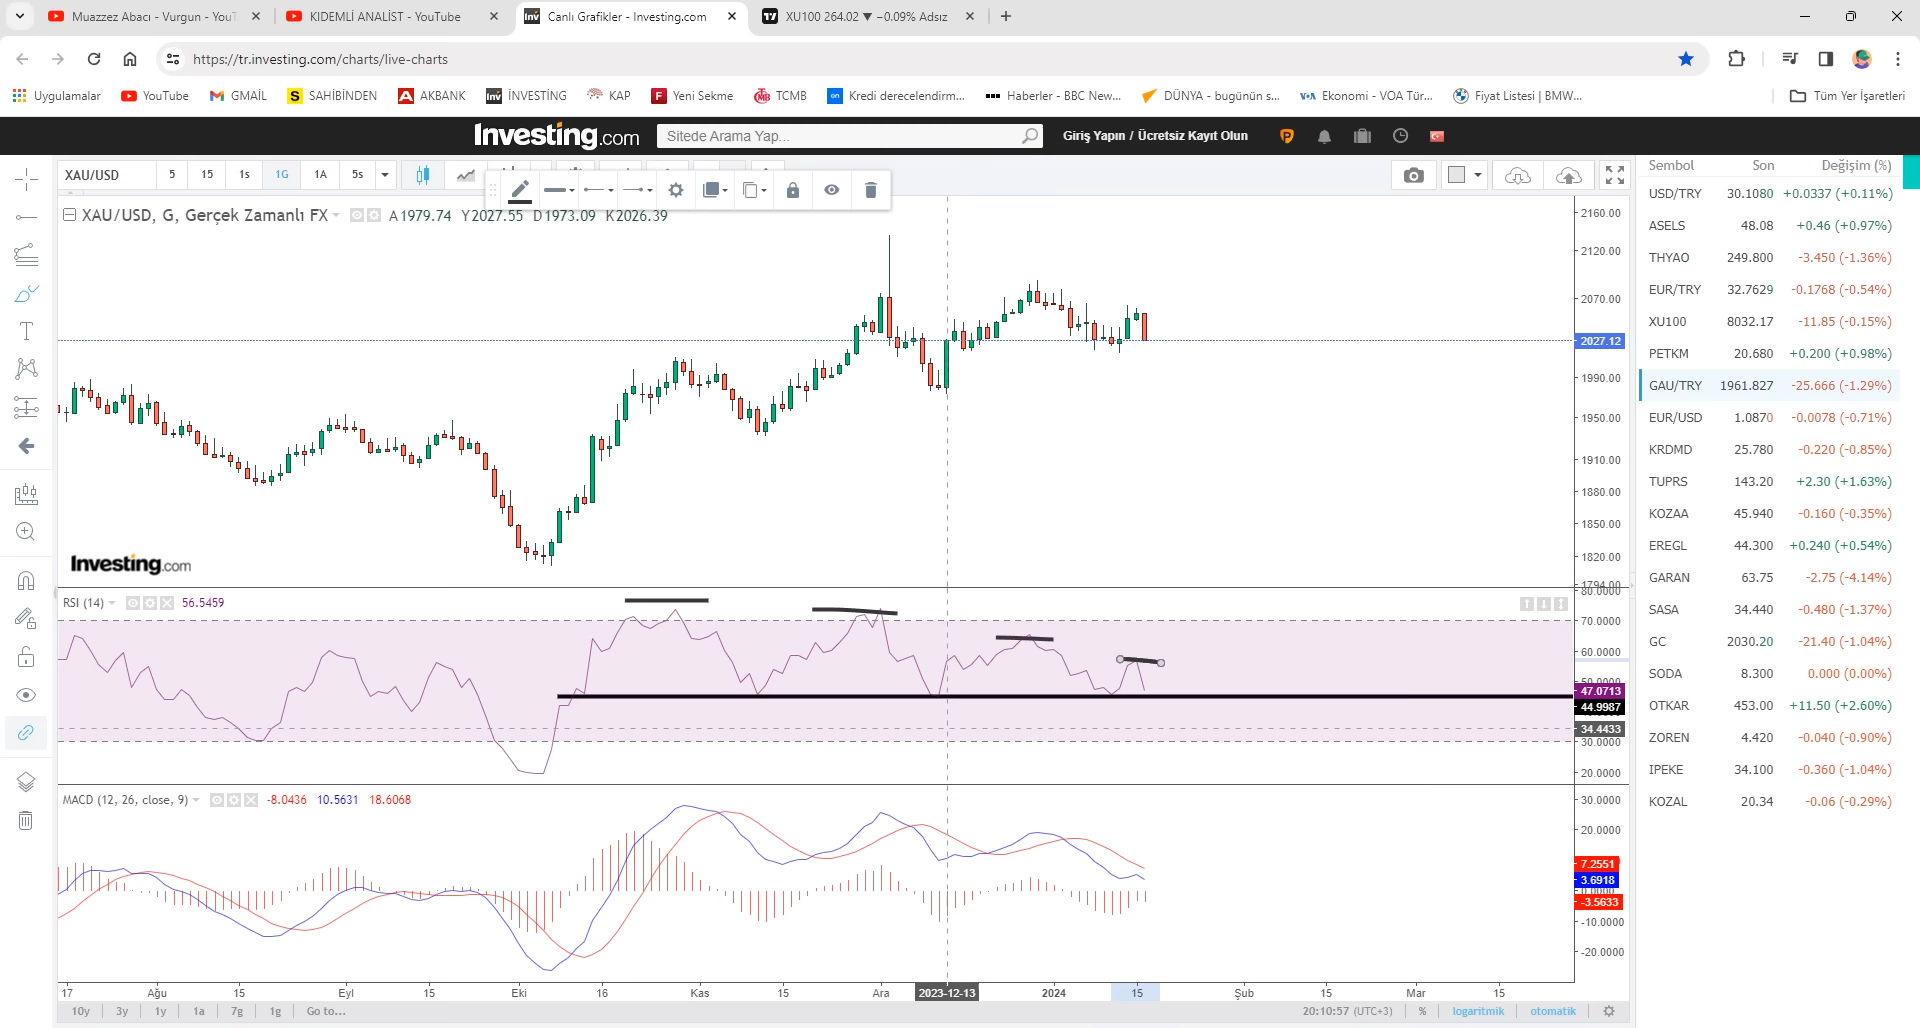 Muazzez Abacı - Vurgun - YouT
KIDEMLİ ANALİST - YouTube
Canlı Grafikler - Investing.com
XU100 264.02 ▼ −0.09% Adsız
https://tr.investing.com/charts/live-charts
Uygulamalar
YouTube
GMAİL
SAHİBİNDEN
AKBANK
İNVESTİNG
KAP
Yeni Sekme
TCMB
Kredi derecelendirm...
Haberler - BBC New...
DÜNYA - bugünün s...
Ekonomi - VOA Tür...
Fiyat Listesi | BMW...
Tüm Yer İşaretleri
Investing.com
Sitede Arama Yap...
Giriş Yapın / Ücretsiz Kayıt Olun
XAU/USD 5 15 1s 1G 1A 5s
XAU/USD, G, Gerçek Zamanlı FX
A1979.74 Y2027.55 D1973.09 K2026.39
2160.00
2120.00
2070.00
2027.12
1990.00
1950.00
1910.00
1880.00
1850.00
1820.00
1794.00
Investing.com
RSI (14) 56.5459
80.0000
70.0000
60.0000
50.0000
47.0713
44.9987
34.4433
30.0000
20.0000
MACD (12, 26, close, 9) -8.0436 10.5631 18.6068
30.0000
20.0000
7.2551
3.6918
0.0000
-3.5633
-10.0000
-20.0000
17 Ağu 15 Eyl 15 Eki 16 Kas 15 Ara 2023-12-13 2024 15 Şub 15 Mar 15
10y 3y 1y 1a 7g 1g Go to...
20:10:57 (UTC+3) % logaritmik otomatik
Sembol Son Değişim (%)
USD/TRY 30.1080 +0.0337 (+0.11%)
ASELS 48.08 +0.46 (+0.97%)
THYAO 249.800 -3.450 (-1.36%)
EUR/TRY 32.7629 -0.1768 (-0.54%)
XU100 8032.17 -11.85 (-0.15%)
PETKM 20.680 +0.200 (+0.98%)
GAU/TRY 1961.827 -25.666 (-1.29%)
EUR/USD 1.0870 -0.0078 (-0.71%)
KRDMD 25.780 -0.220 (-0.85%)
TUPRS 143.20 +2.30 (+1.63%)
KOZAA 45.940 -0.160 (-0.35%)
EREGL 44.300 +0.240 (+0.54%)
GARAN 63.75 -2.75 (-4.14%)
SASA 34.440 -0.480 (-1.37%)
GC 2030.20 -21.40 (-1.04%)
SODA 8.300 0.000 (0.00%)
OTKAR 453.00 +11.50 (+2.60%)
ZOREN 4.420 -0.040 (-0.90%)
IPEKE 34.100 -0.360 (-1.04%)
KOZAL 20.34 -0.06 (-0.29%)